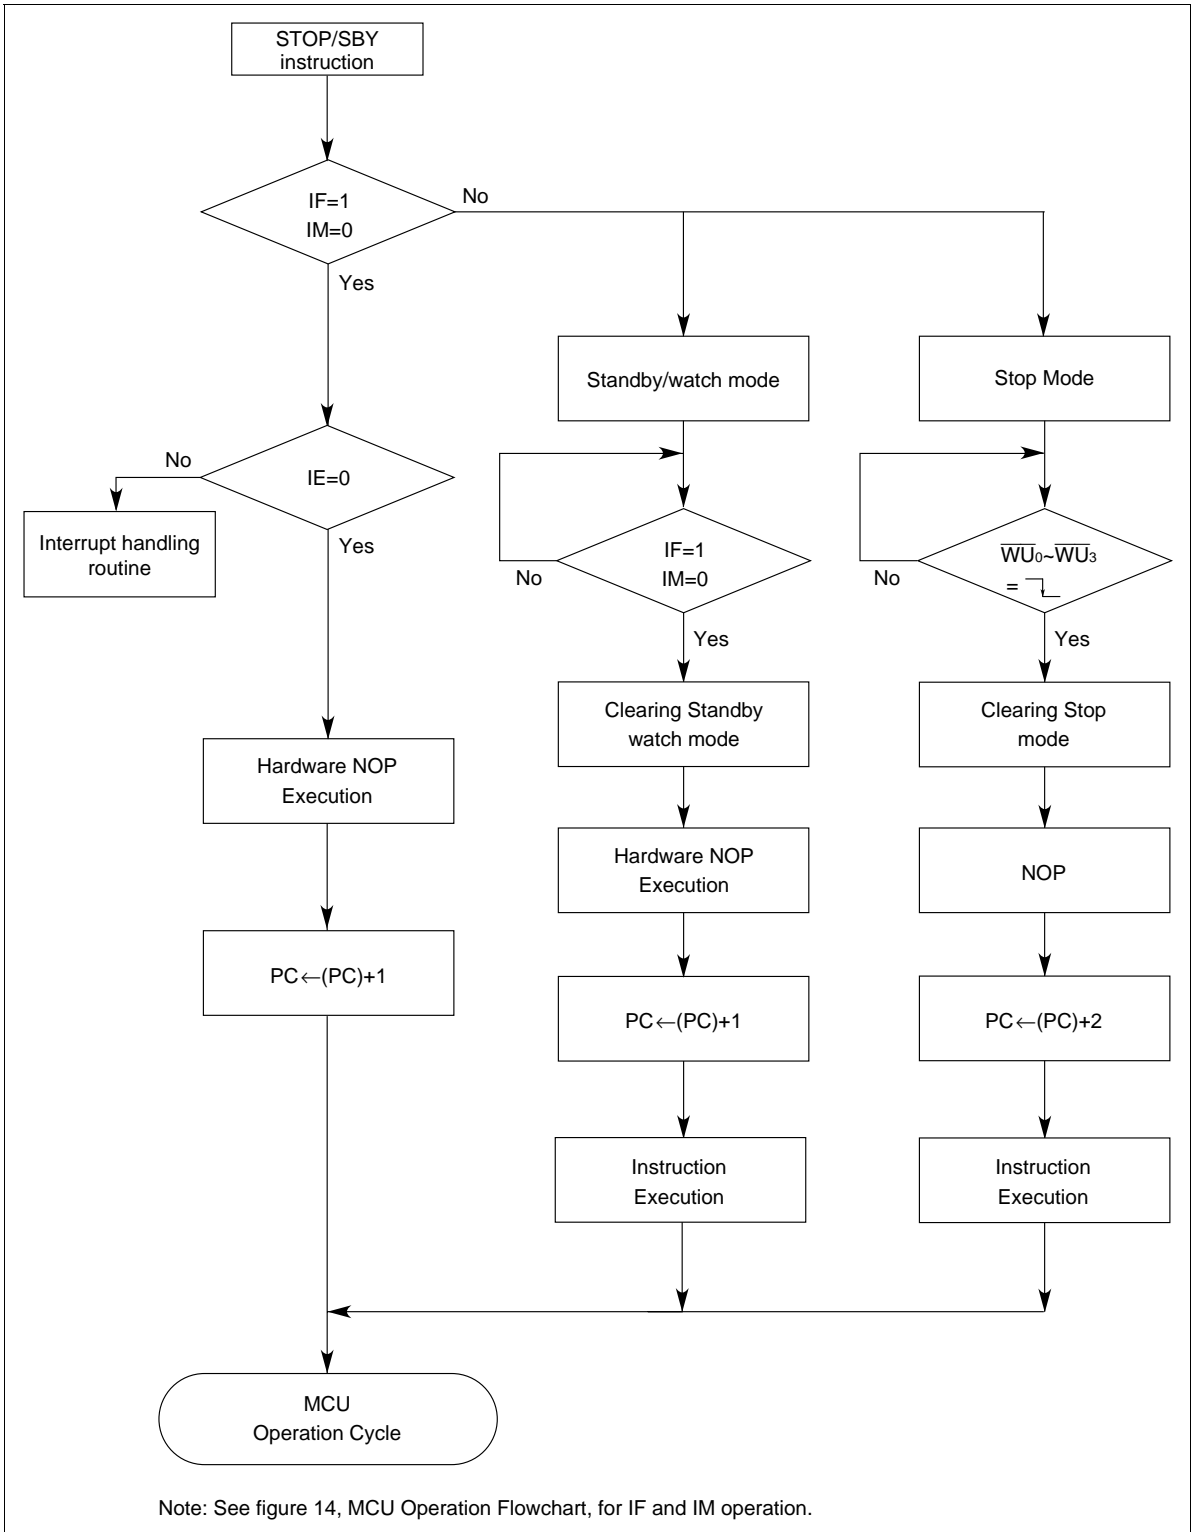 STOP/SBY
instruction
IF=1
IM=0
No
Yes
IE=0
No
Yes
Interrupt handling
routine
Hardware NOP
Execution
PC←(PC)+1
Standby/watch mode
IF=1
IM=0
No
Yes
Clearing Standby
watch mode
Hardware NOP
Execution
PC←(PC)+1
Instruction
Execution
Stop Mode
W̅U̅0~W̅U̅3
=
No
Yes
Clearing Stop
mode
NOP
PC←(PC)+2
Instruction
Execution
MCU
Operation Cycle
Note: See figure 14, MCU Operation Flowchart, for IF and IM operation.